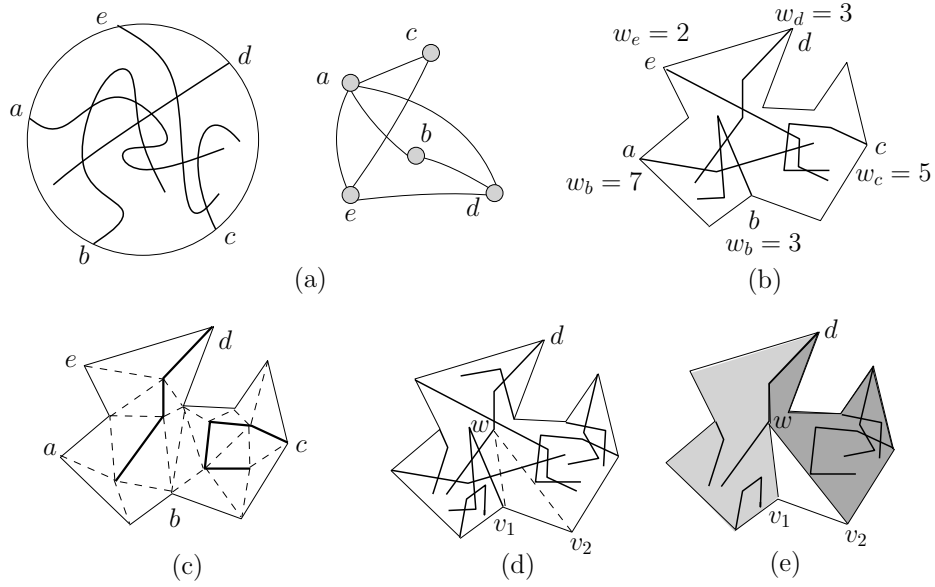 e
d
a
b
c
c
a
b
e
d
(a)
w_d = 3
w_e = 2
d
e
a
c
w_b = 7
w_c = 5
b
w_b = 3
(b)
e
d
a
c
b
(c)
d
w
v_1
v_2
(d)
d
w
v_1
v_2
(e)